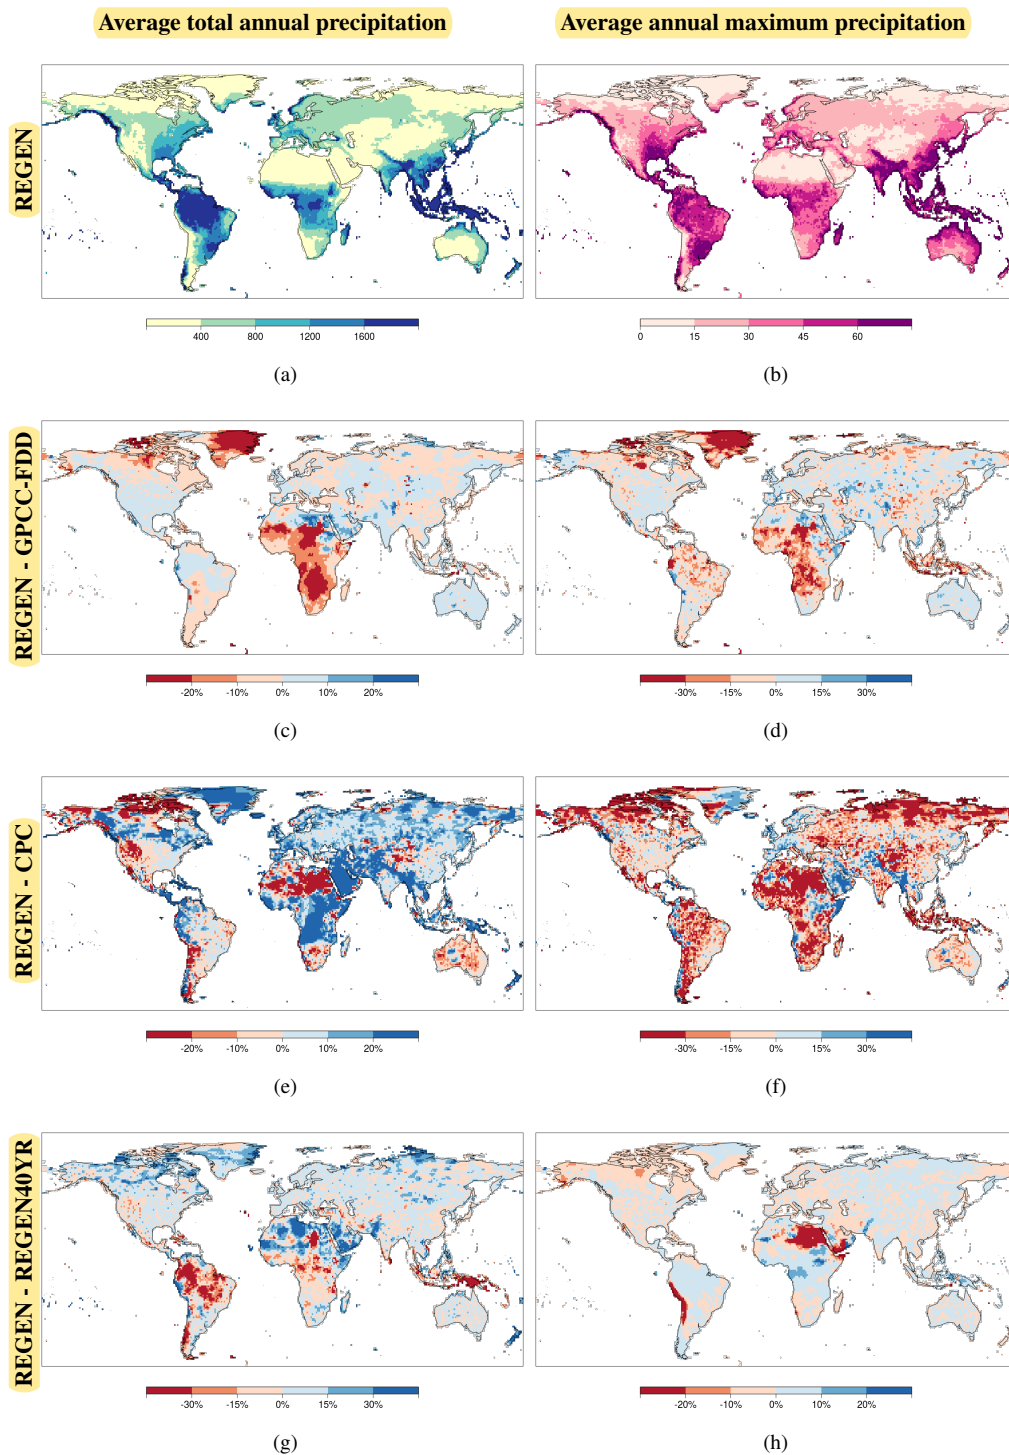 Average total annual precipitation
Average annual maximum precipitation
REGEN
400 800 1200 1600
0 15 30 45 60
(a)
(b)
REGEN - GPCC-FDD
-20% -10% 0% 10% 20%
-30% -15% 0% 15% 30%
(c)
(d)
REGEN - CPC
-20% -10% 0% 10% 20%
-30% -15% 0% 15% 30%
(e)
(f)
REGEN - REGEN40YR
-30% -15% 0% 15% 30%
-20% -10% 0% 10% 20%
(g)
(h)